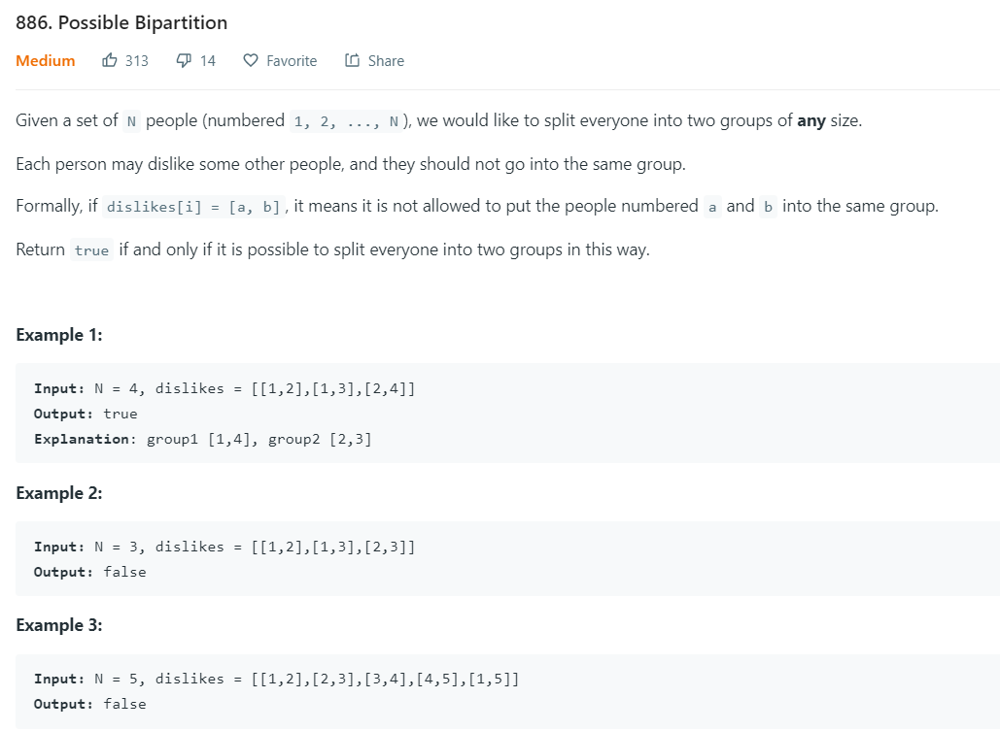 886. Possible Bipartition
Medium 313 14 Favorite Share
Given a set of N people (numbered 1, 2, ..., N), we would like to split everyone into two groups of any size.
Each person may dislike some other people, and they should not go into the same group.
Formally, if dislikes[i] = [a, b], it means it is not allowed to put the people numbered a and b into the same group.
Return true if and only if it is possible to split everyone into two groups in this way.
Example 1:
Input: N = 4, dislikes = [[1,2],[1,3],[2,4]]
Output: true
Explanation: group1 [1,4], group2 [2,3]
Example 2:
Input: N = 3, dislikes = [[1,2],[1,3],[2,3]]
Output: false
Example 3:
Input: N = 5, dislikes = [[1,2],[2,3],[3,4],[4,5],[1,5]]
Output: false